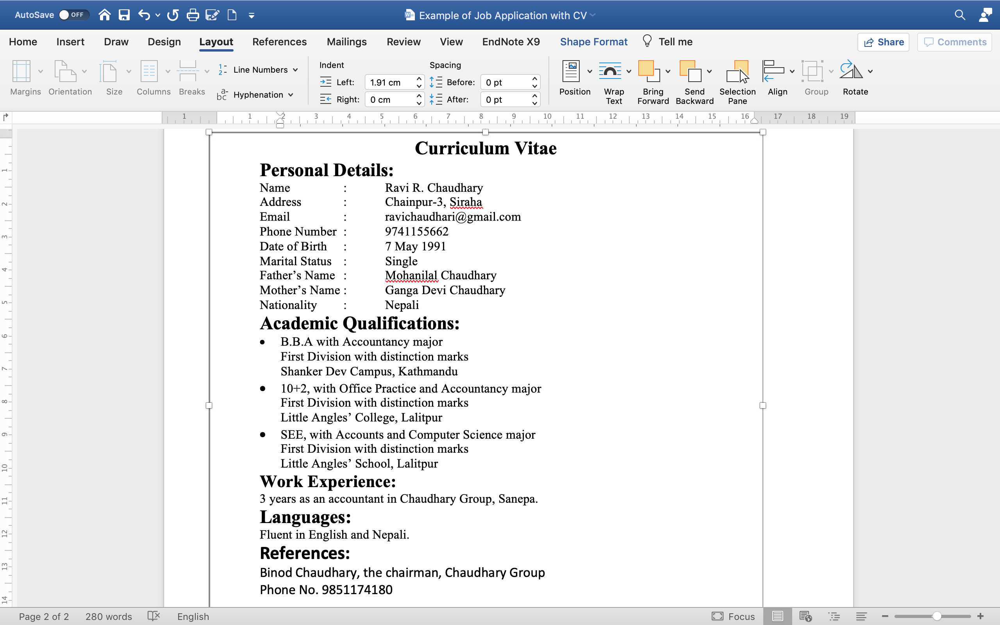 AutoSave OFF Example of Job Application with CV
Home Insert Draw Design Layout References Mailings Review View EndNote X9 Shape Format Tell me Share Comments
Margins Orientation Size Columns Breaks
1 2 Line Numbers
a- bc Hyphenation
Indent Spacing
Left: 1.91 cm Before: 0 pt
Right: 0 cm After: 0 pt
Position Wrap Text Bring Forward Send Backward Selection Pane Align Group Rotate
1 1 2 3 4 5 6 7 8 9 10 11 12 13 14 15 16 17 18 19
1
2
3
4
5
6
7
8
9
10
11
12
13
14
Curriculum Vitae
Personal Details:
Name : Ravi R. Chaudhary
Address : Chainpur-3, Siraha
Email : ravichaudhari@gmail.com
Phone Number : 9741155662
Date of Birth : 7 May 1991
Marital Status : Single
Father’s Name : Mohanilal Chaudhary
Mother’s Name : Ganga Devi Chaudhary
Nationality : Nepali
Academic Qualifications:
• B.B.A with Accountancy major
First Division with distinction marks
Shanker Dev Campus, Kathmandu
• 10+2, with Office Practice and Accountancy major
First Division with distinction marks
Little Angles’ College, Lalitpur
• SEE, with Accounts and Computer Science major
First Division with distinction marks
Little Angles’ School, Lalitpur
Work Experience:
3 years as an accountant in Chaudhary Group, Sanepa.
Languages:
Fluent in English and Nepali.
References:
Binod Chaudhary, the chairman, Chaudhary Group
Phone No. 9851174180
Page 2 of 2 280 words English Focus